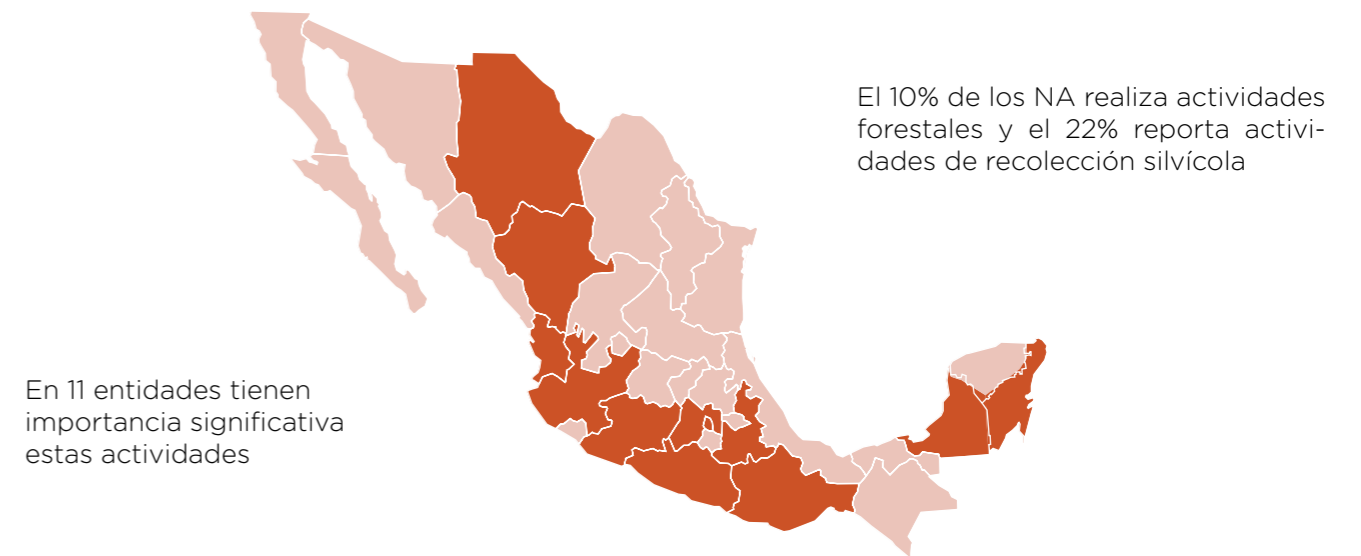 El 10% de los NA realiza actividades
forestales y el 22% reporta activi-
dades de recolección silvícola
En 11 entidades tienen
importancia significativa
estas actividades